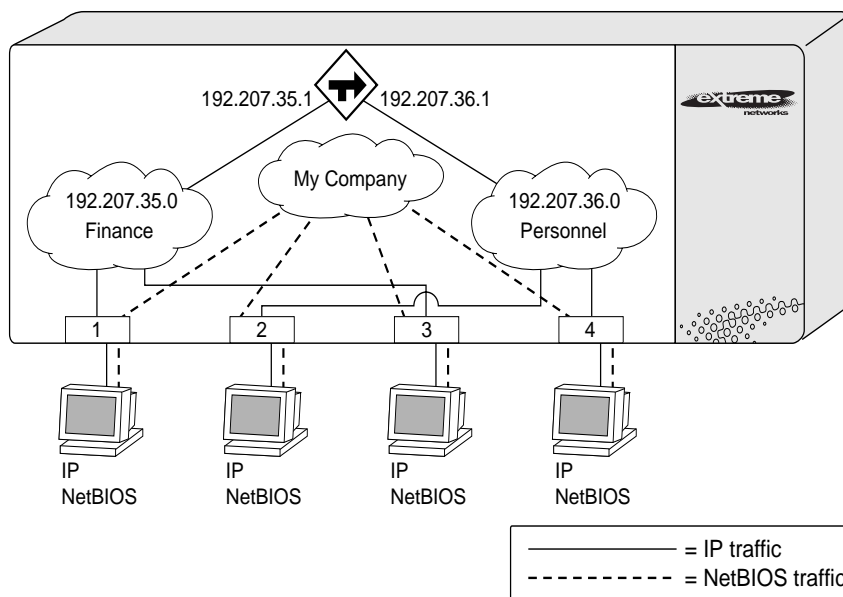 192.207.35.1
192.207.36.1
extreme
networks
My Company
192.207.35.0
Finance
192.207.36.0
Personnel
1
2
3
4
IP
NetBIOS
IP
NetBIOS
IP
NetBIOS
IP
NetBIOS
= IP traffic
= NetBIOS traffic